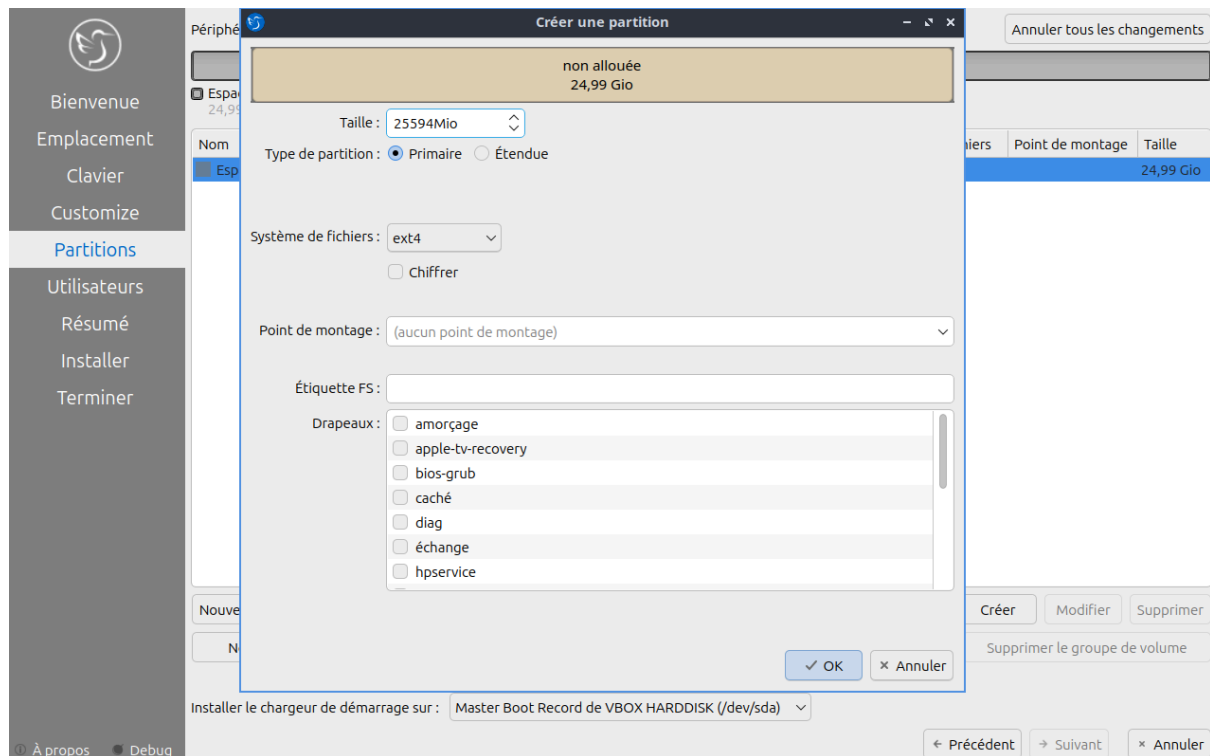 Créer une partition
Périphé
Annuler tous les changements
non allouée
24,99 Gio
Espa
24,99
Bienvenue
Emplacement
Clavier
Customize
Partitions
Utilisateurs
Résumé
Installer
Terminer
Taille : 25594Mio
Type de partition : Primaire Étendue
Nom
hiers Point de montage Taille
Esp
24,99 Gio
Système de fichiers : ext4
Chiffrer
Point de montage : (aucun point de montage)
Étiquette FS :
Drapeaux : amorçage
apple-tv-recovery
bios-grub
caché
diag
échange
hpservice
Nouve
Créer Modifier Supprimer
N
Supprimer le groupe de volume
OK Annuler
Installer le chargeur de démarrage sur : Master Boot Record de VBOX HARDDISK (/dev/sda)
À propos Debug
Précédent Suivant Annuler